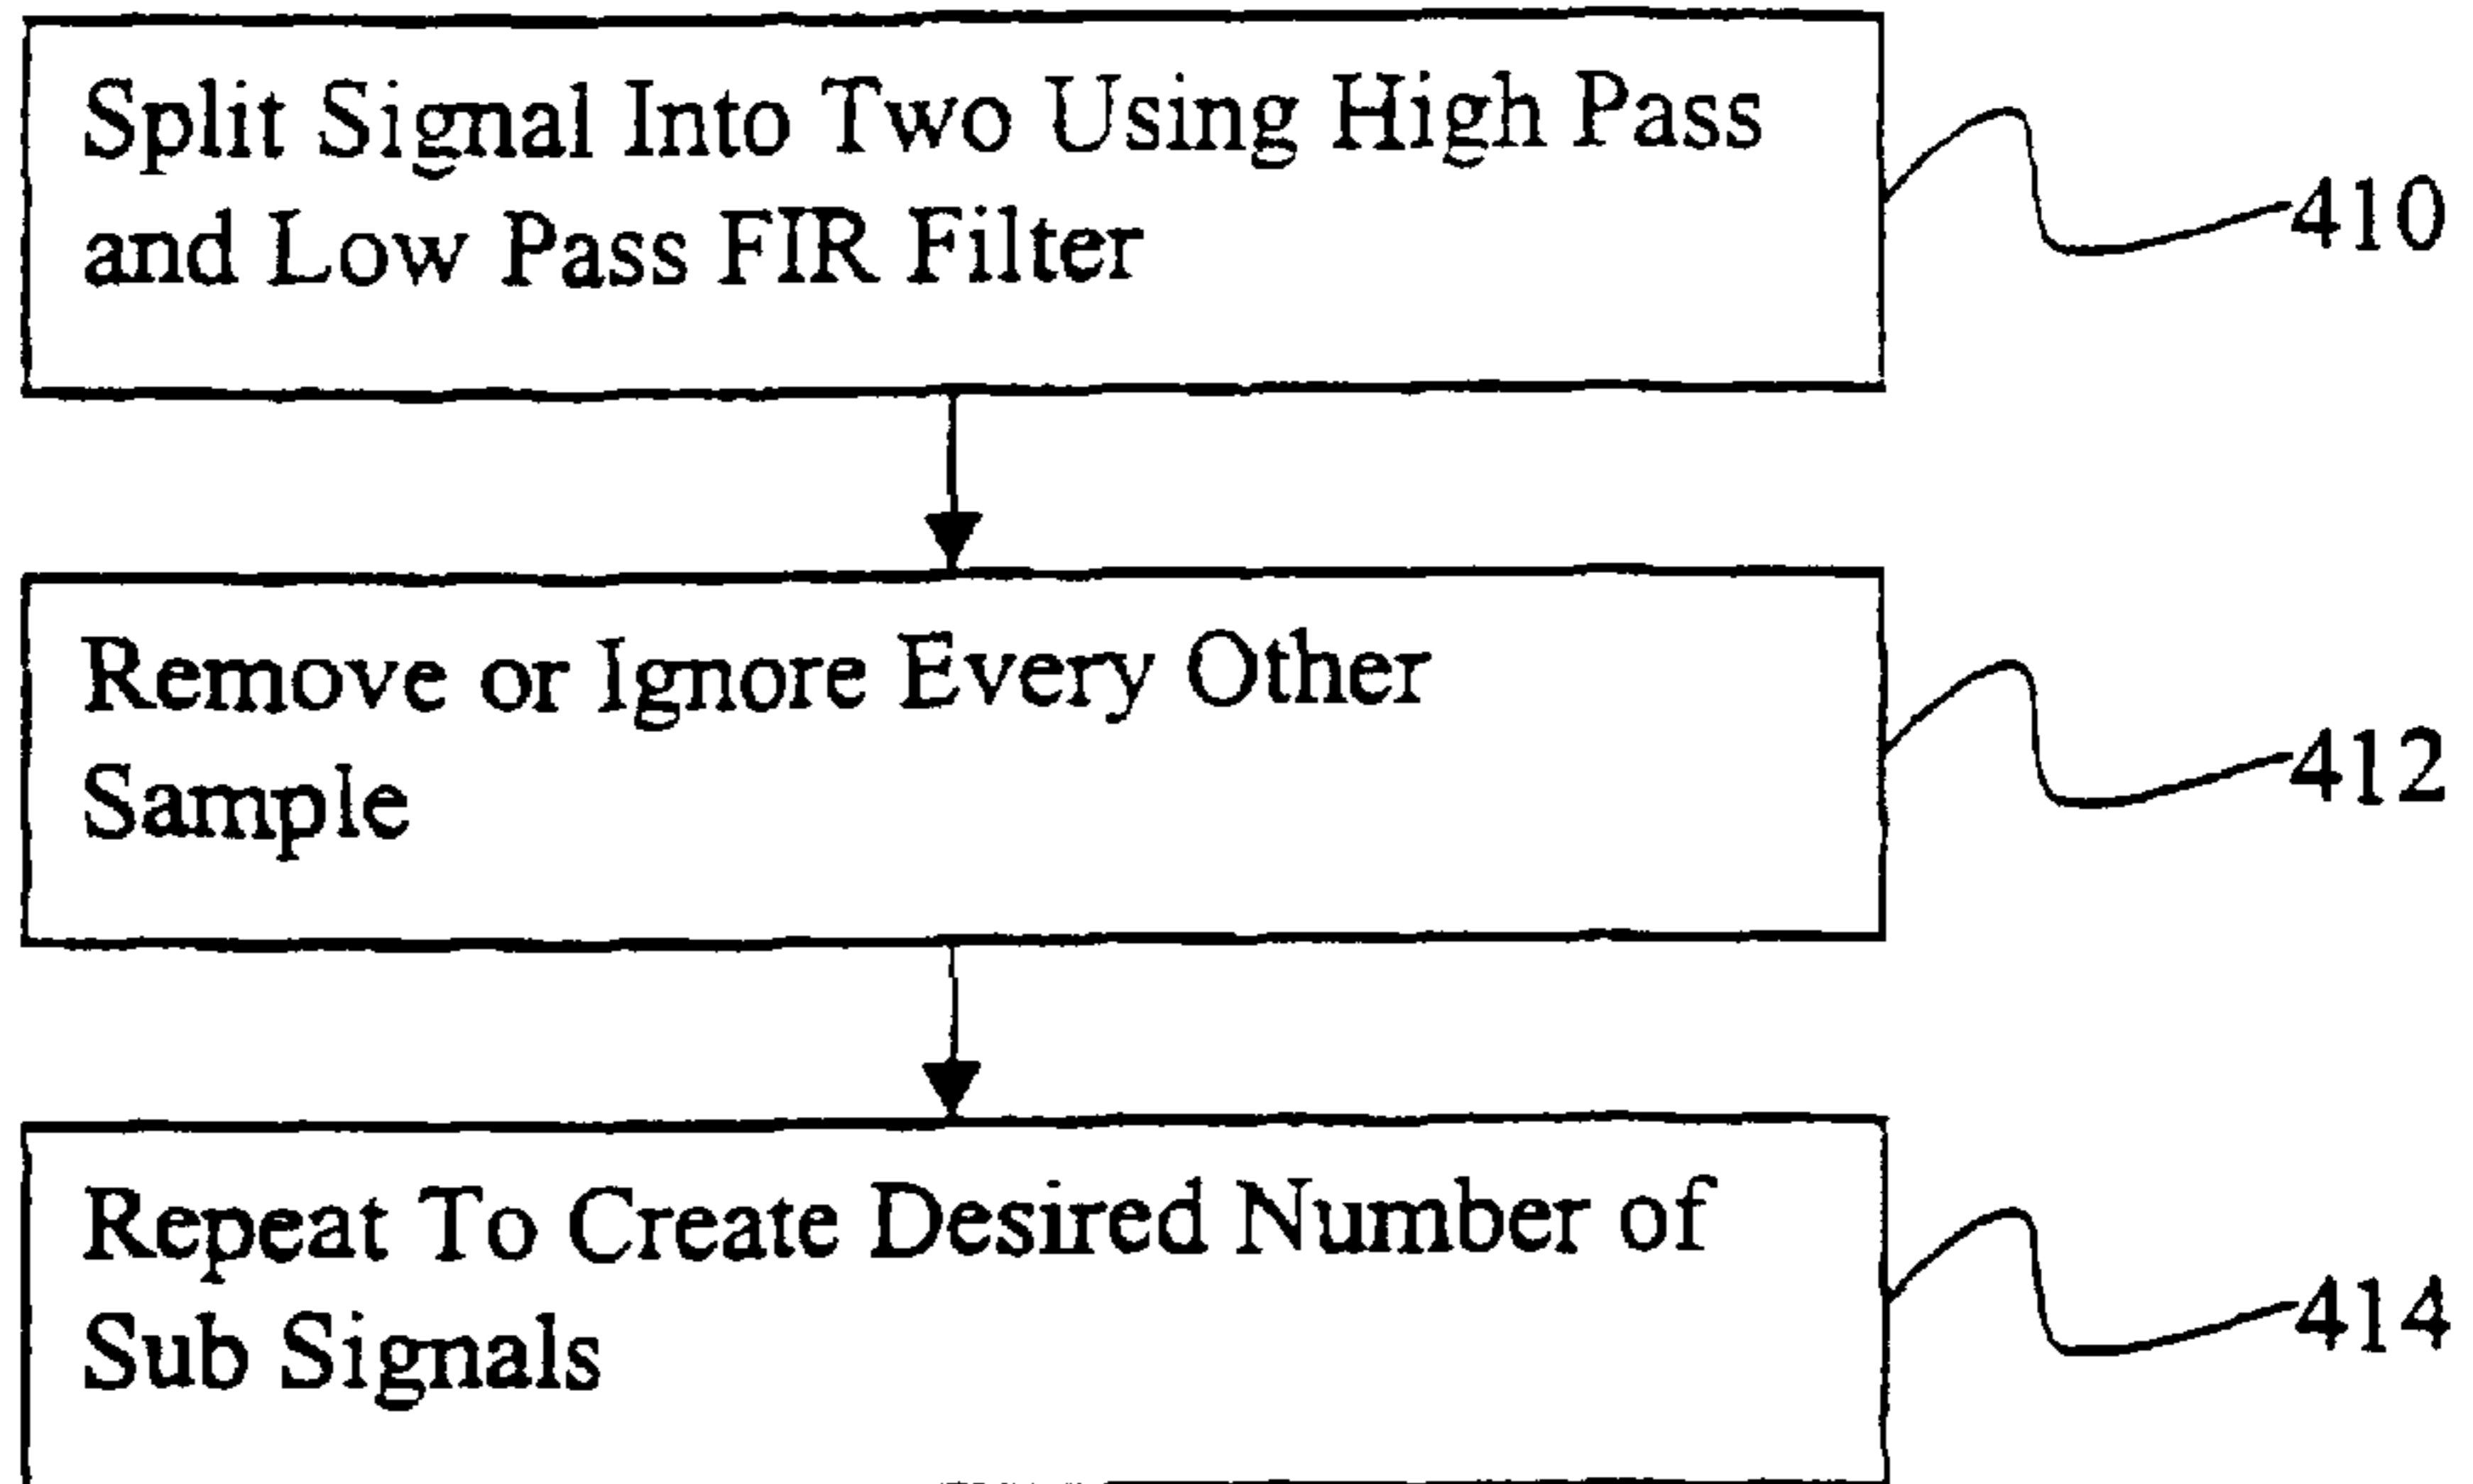 Split Signal Into Two Using High Pass
and Low Pass FIR Filter
410
Remove or Ignore Every Other
Sample
412
Repeat To Create Desired Number of
Sub Signals
414